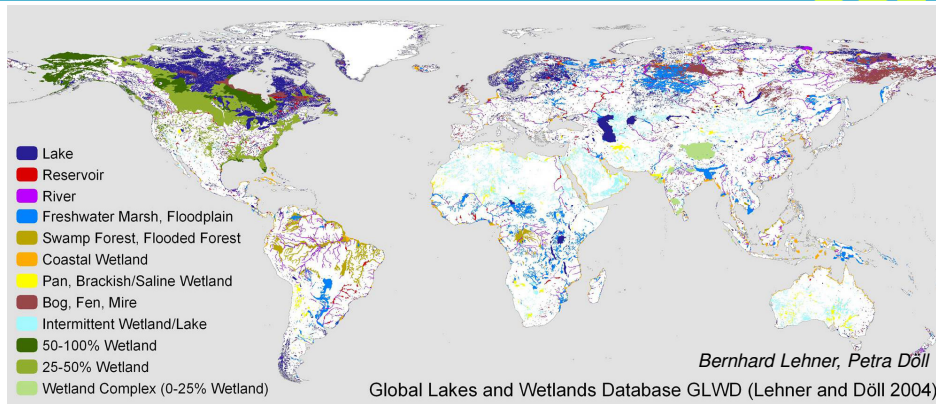 Lake
Reservoir
River
Freshwater Marsh, Floodplain
Swamp Forest, Flooded Forest
Coastal Wetland
Pan, Brackish/Saline Wetland
Bog, Fen, Mire
Intermittent Wetland/Lake
50-100% Wetland
25-50% Wetland
Wetland Complex (0-25% Wetland)
Bernhard Lehner, Petra Döll
Global Lakes and Wetlands Database GLWD (Lehner and Döll 2004)